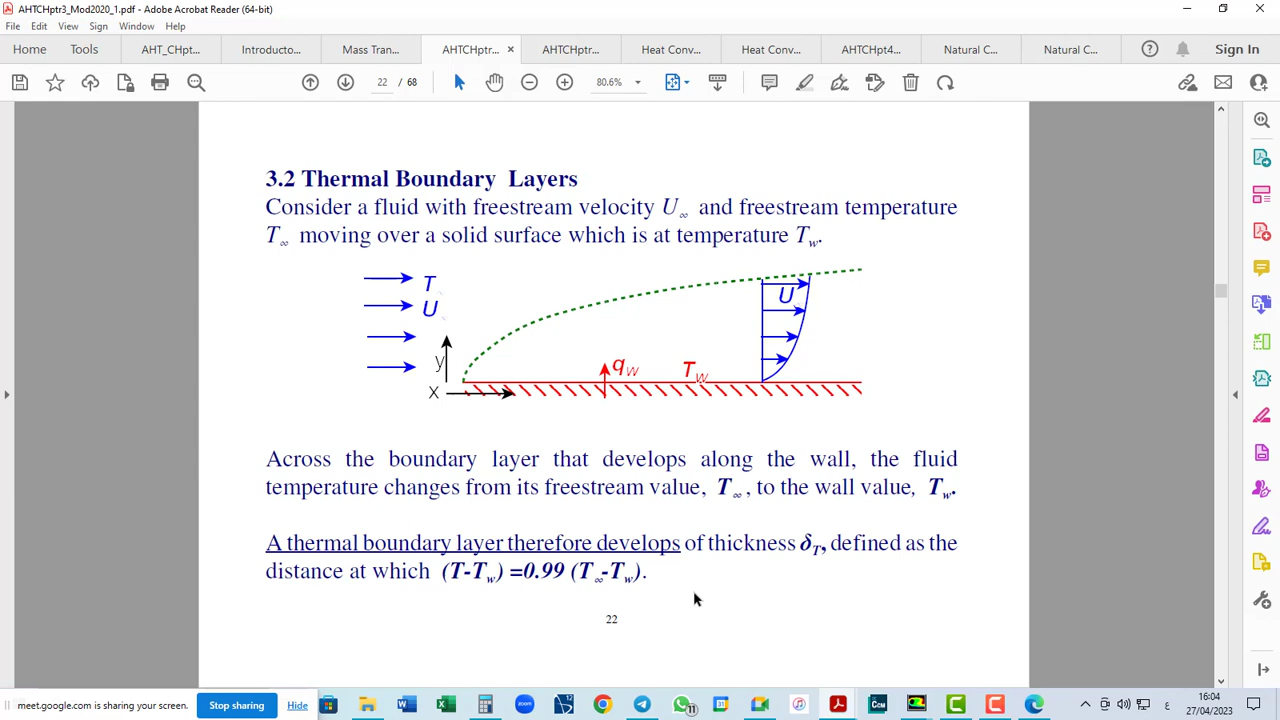 AHTCHptr3_Mod2020_1.pdf - Adobe Acrobat Reader (64-bit)
File Edit View Sign Window Help
Home Tools AHT_CHpt... Introducto... Mass Tran... AHTCHptr... × AHTCHptr... Heat Conv... Heat Conv... AHTCHpt4... Natural C... Natural C... Sign In
22 / 68 80.6%
3.2 Thermal Boundary Layers
Consider a fluid with freestream velocity U∞ and freestream temperature
T∞ moving over a solid surface which is at temperature Tw.
T
U
U
y
qw
Tw
x
Across the boundary layer that develops along the wall, the fluid
temperature changes from its freestream value, T∞, to the wall value, Tw.
A thermal boundary layer therefore develops of thickness δT, defined as the
distance at which (T-Tw) =0.99 (T∞-Tw).
22
meet.google.com is sharing your screen. Stop sharing Hide
11
ع
16:04
27/04/2023